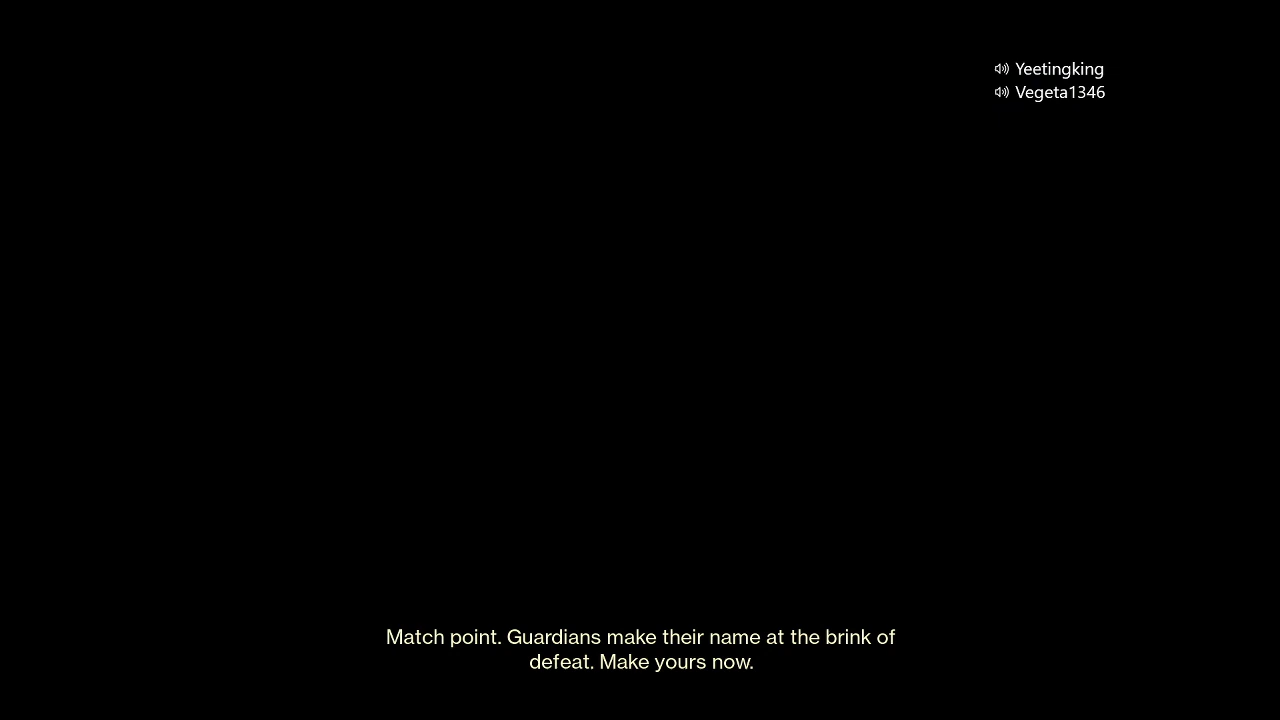 Yeetingking
Vegeta1346
Match point. Guardians make their name at the brink of
defeat. Make yours now.